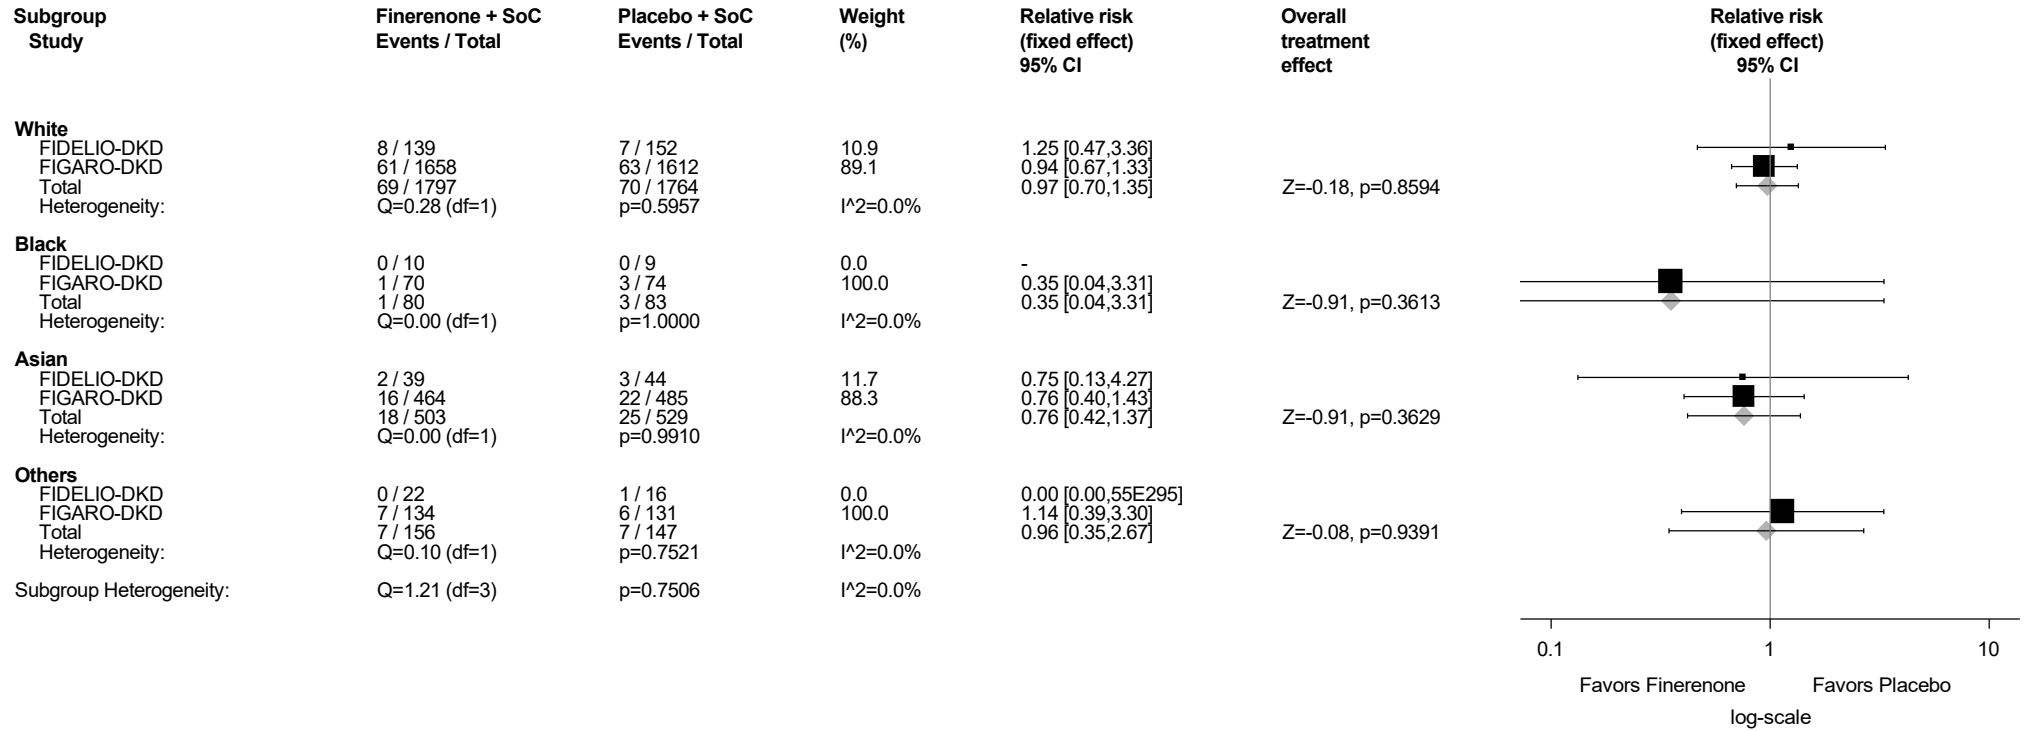 Subgroup Finerenone + SoC Placebo + SoC Weight Relative risk Overall Relative risk
Study Events / Total Events / Total (%) (fixed effect) treatment (fixed effect)
95% CI effect 95% CI
White
FIDELIO-DKD 8 / 139 7 / 152 10.9 1.25 [0.47,3.36]
FIGARO-DKD 61 / 1658 63 / 1612 89.1 0.94 [0.67,1.33]
Total 69 / 1797 70 / 1764 0.97 [0.70,1.35] Z=-0.18, p=0.8594
Heterogeneity: Q=0.28 (df=1) p=0.5957 I^2=0.0%
Black
FIDELIO-DKD 0 / 10 0 / 9 0.0 -
FIGARO-DKD 1 / 70 3 / 74 100.0 0.35 [0.04,3.31]
Total 1 / 80 3 / 83 0.35 [0.04,3.31] Z=-0.91, p=0.3613
Heterogeneity: Q=0.00 (df=1) p=1.0000 I^2=0.0%
Asian
FIDELIO-DKD 2 / 39 3 / 44 11.7 0.75 [0.13,4.27]
FIGARO-DKD 16 / 464 22 / 485 88.3 0.76 [0.40,1.43]
Total 18 / 503 25 / 529 0.76 [0.42,1.37] Z=-0.91, p=0.3629
Heterogeneity: Q=0.00 (df=1) p=0.9910 I^2=0.0%
Others
FIDELIO-DKD 0 / 22 1 / 16 0.0 0.00 [0.00,55E295]
FIGARO-DKD 7 / 134 6 / 131 100.0 1.14 [0.39,3.30]
Total 7 / 156 7 / 147 0.96 [0.35,2.67] Z=-0.08, p=0.9391
Heterogeneity: Q=0.10 (df=1) p=0.7521 I^2=0.0%
Subgroup Heterogeneity: Q=1.21 (df=3) p=0.7506 I^2=0.0%
0.1 1 10
Favors Finerenone Favors Placebo
log-scale